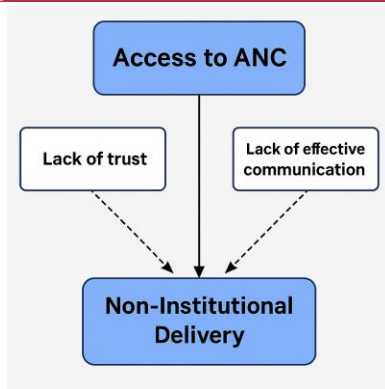 Access to ANC
Lack of trust
Lack of effective
communication
Non-Institutional
Delivery